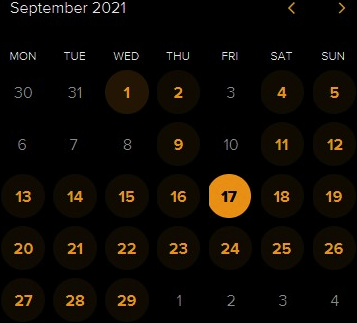 September 2021
MON TUE WED THU FRI SAT SUN
30 31 1 2 3 4 5
6 7 8 9 10 11 12
13 14 15 16 17 18 19
20 21 22 23 24 25 26
27 28 29 1 2 3 4